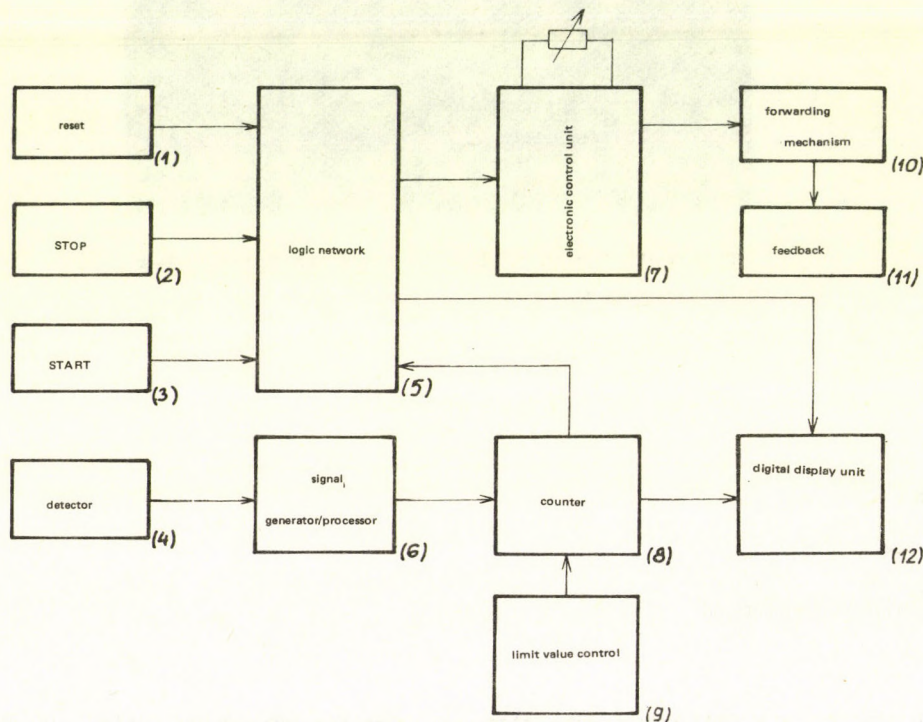 reset
(1)
STOP
(2)
START
(3)
detector
(4)
logic network
(5)
signal
generator/processor
(6)
electronic control unit
(7)
counter
(8)
limit value control
(9)
forwarding
mechanism
(10)
feedback
(11)
digital display unit
(12)